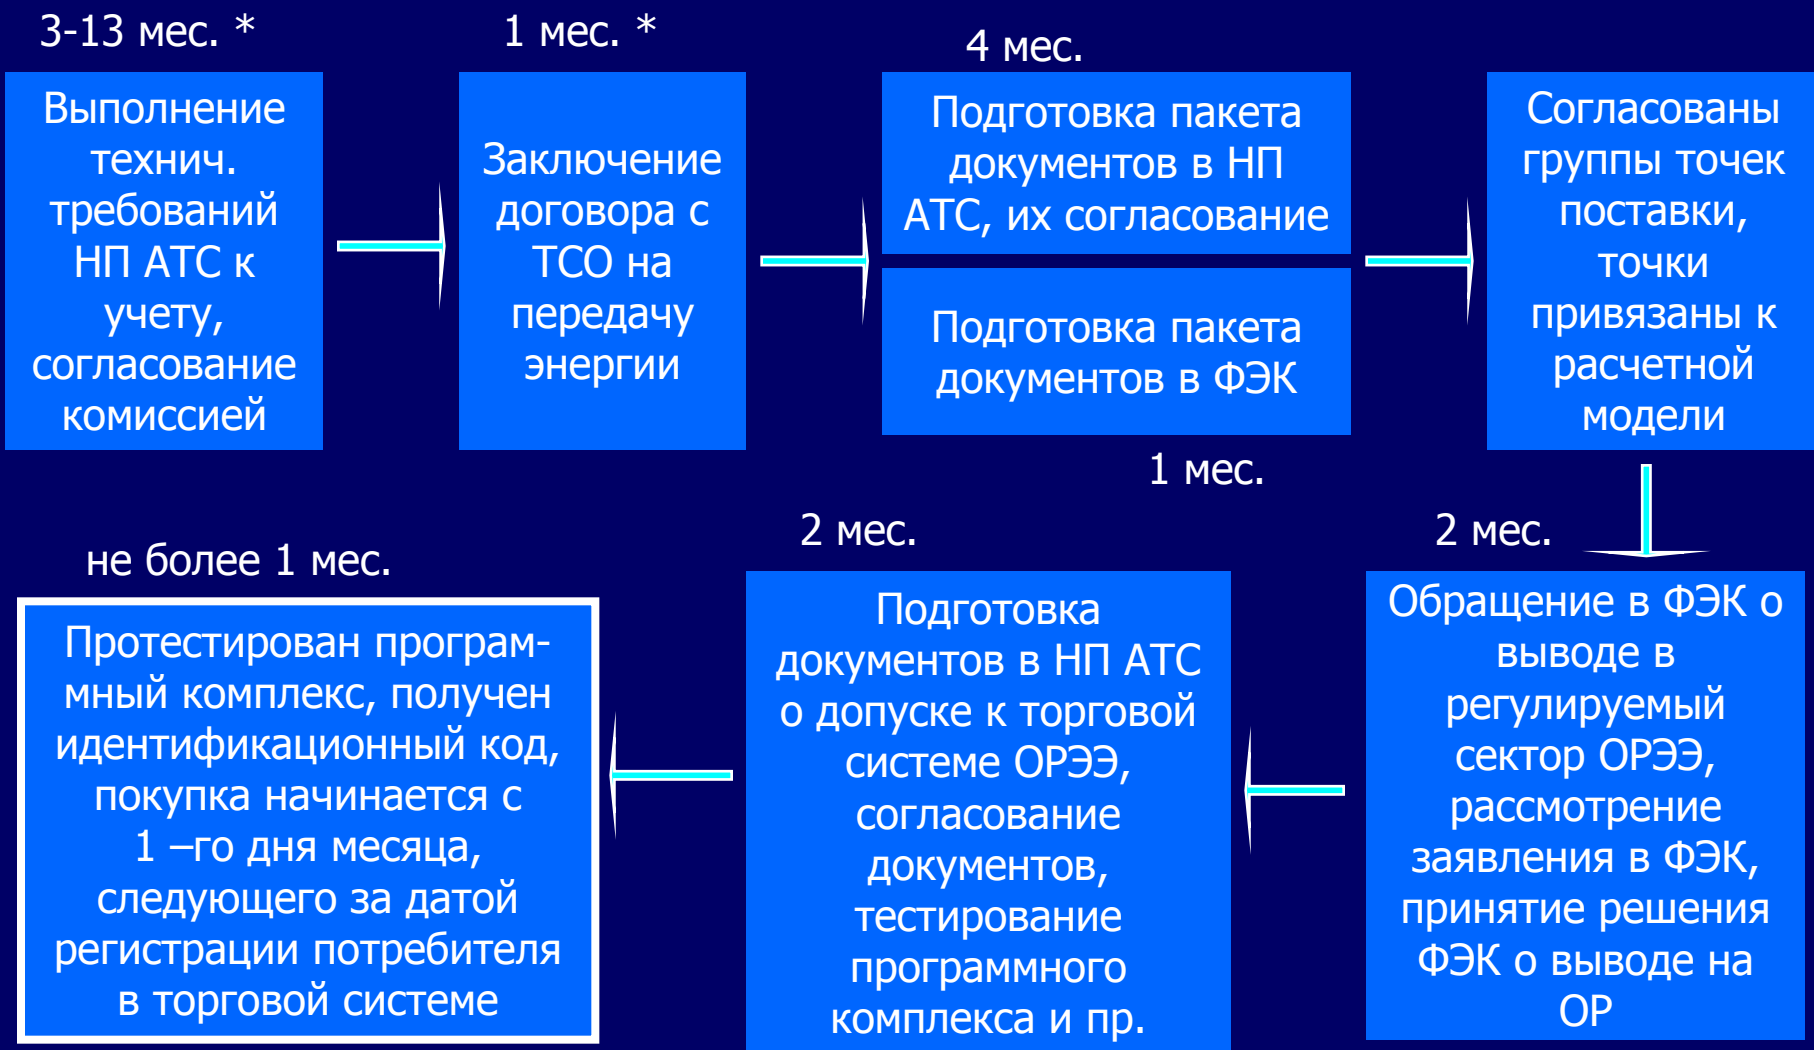 3-13 мес. *
Выполнение
технич.
требований
НП АТС к
учету,
согласование
комиссией
1 мес. *
Заключение
договора с
ТСО на
передачу
энергии
4 мес.
Подготовка пакета
документов в НП
АТС, их согласование
Подготовка пакета
документов в ФЭК
1 мес.
Согласованы
группы точек
поставки,
точки
привязаны к
расчетной
модели
2 мес.
Обращение в ФЭК о
выводе в
регулируемый
сектор ОРЭЭ,
рассмотрение
заявления в ФЭК,
принятие решения
ФЭК о выводе на
ОР
2 мес.
Подготовка
документов в НП АТС
о допуске к торговой
системе ОРЭЭ,
согласование
документов,
тестирование
программного
комплекса и пр.
не более 1 мес.
Протестирован програм-
мный комплекс, получен
идентификационный код,
покупка начинается с
1 –го дня месяца,
следующего за датой
регистрации потребителя
в торговой системе